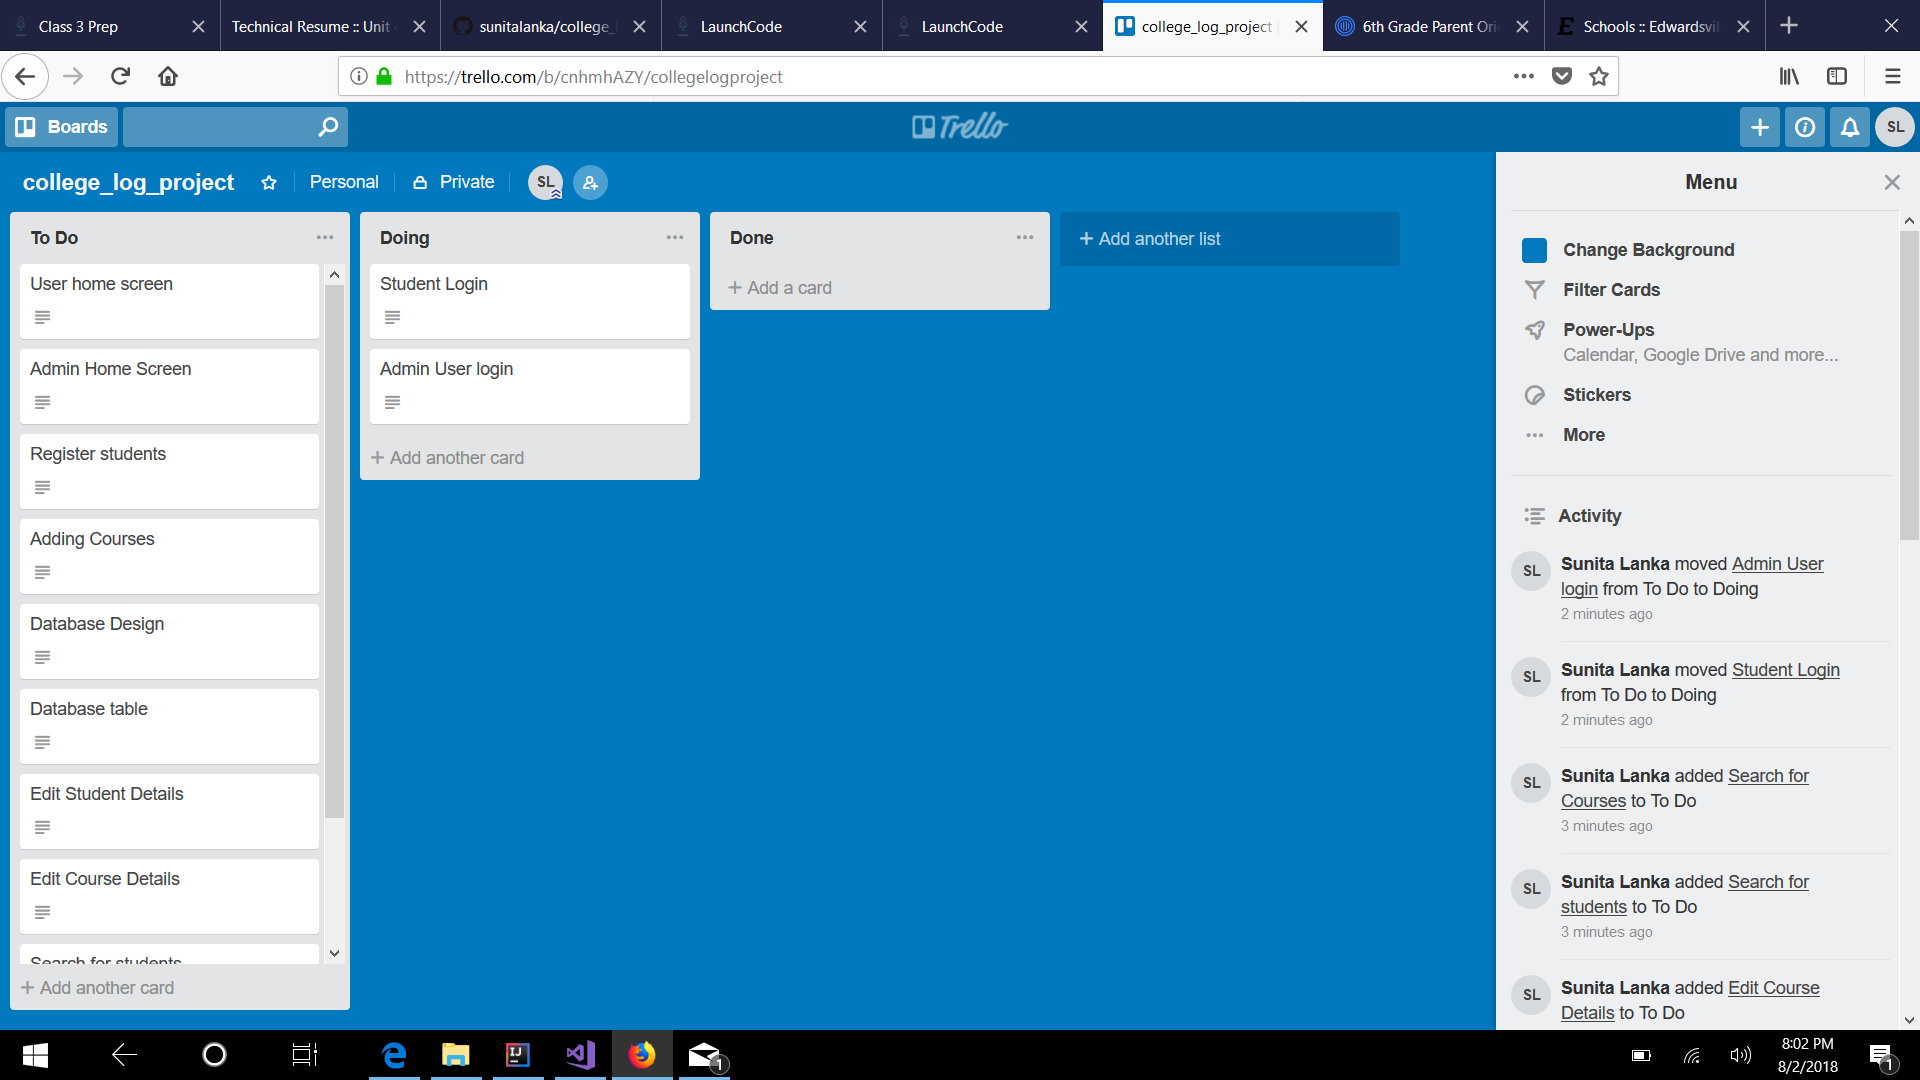 Class 3 Prep
Technical Resume :: Unit
sunitalanka/college_
LaunchCode
LaunchCode
college_log_project
6th Grade Parent Ori
Schools :: Edwardsvil
https://trello.com/b/cnhmhAZY/collegelogproject
Boards
Trello
SL
college_log_project
Personal
Private
SL
To Do
User home screen
Admin Home Screen
Register students
Adding Courses
Database Design
Database table
Edit Student Details
Edit Course Details
Search for students
+ Add another card
Doing
Student Login
Admin User login
+ Add another card
Done
+ Add a card
+ Add another list
Menu
Change Background
Filter Cards
Power-Ups
Calendar, Google Drive and more...
Stickers
More
Activity
SL
Sunita Lanka moved Admin User
login from To Do to Doing
2 minutes ago
SL
Sunita Lanka moved Student Login
from To Do to Doing
2 minutes ago
SL
Sunita Lanka added Search for
Courses to To Do
3 minutes ago
SL
Sunita Lanka added Search for
students to To Do
3 minutes ago
SL
Sunita Lanka added Edit Course
Details to To Do
IJ
1
8:02 PM
8/2/2018
1